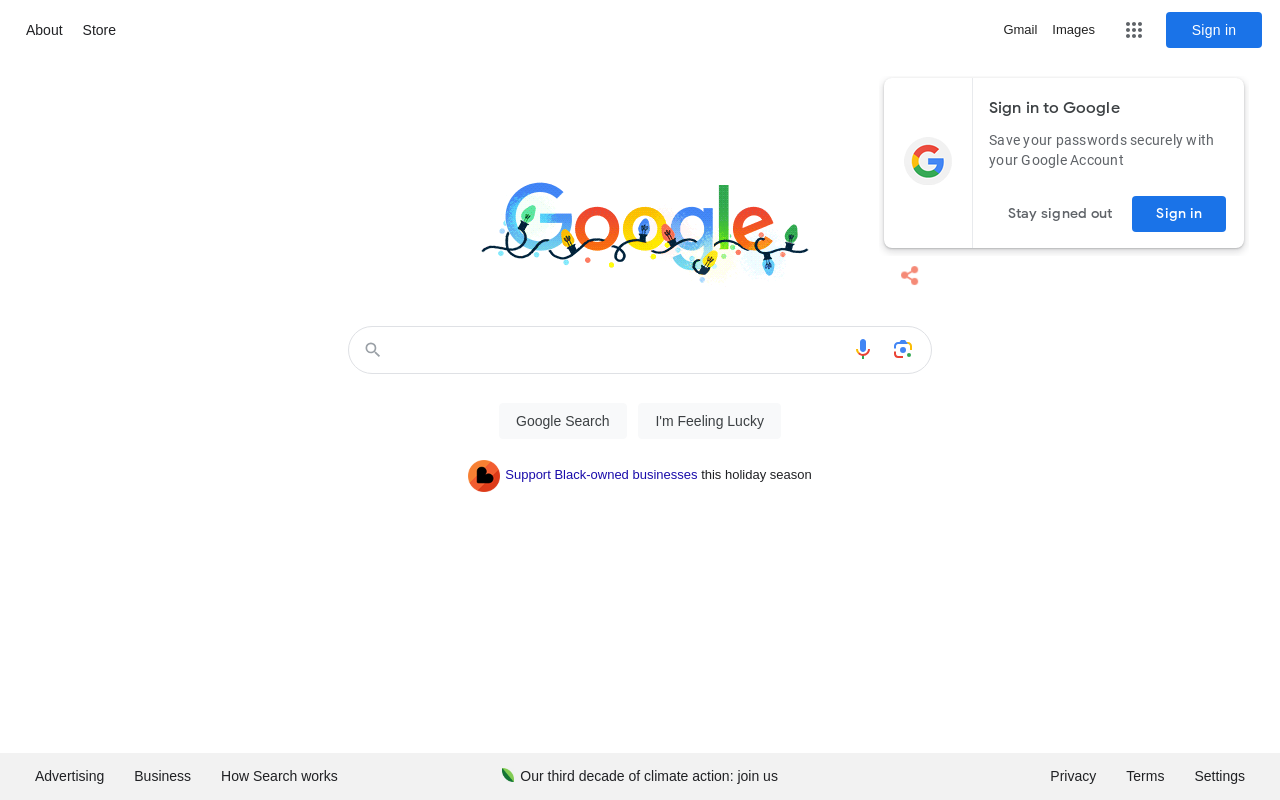 About Store
Gmail Images
Sign in
Sign in to Google
Save your passwords securely with
your Google Account
Stay signed out Sign in
Google
Google Search I'm Feeling Lucky
Support Black-owned businesses this holiday season
Advertising Business How Search works
Our third decade of climate action: join us
Privacy Terms Settings